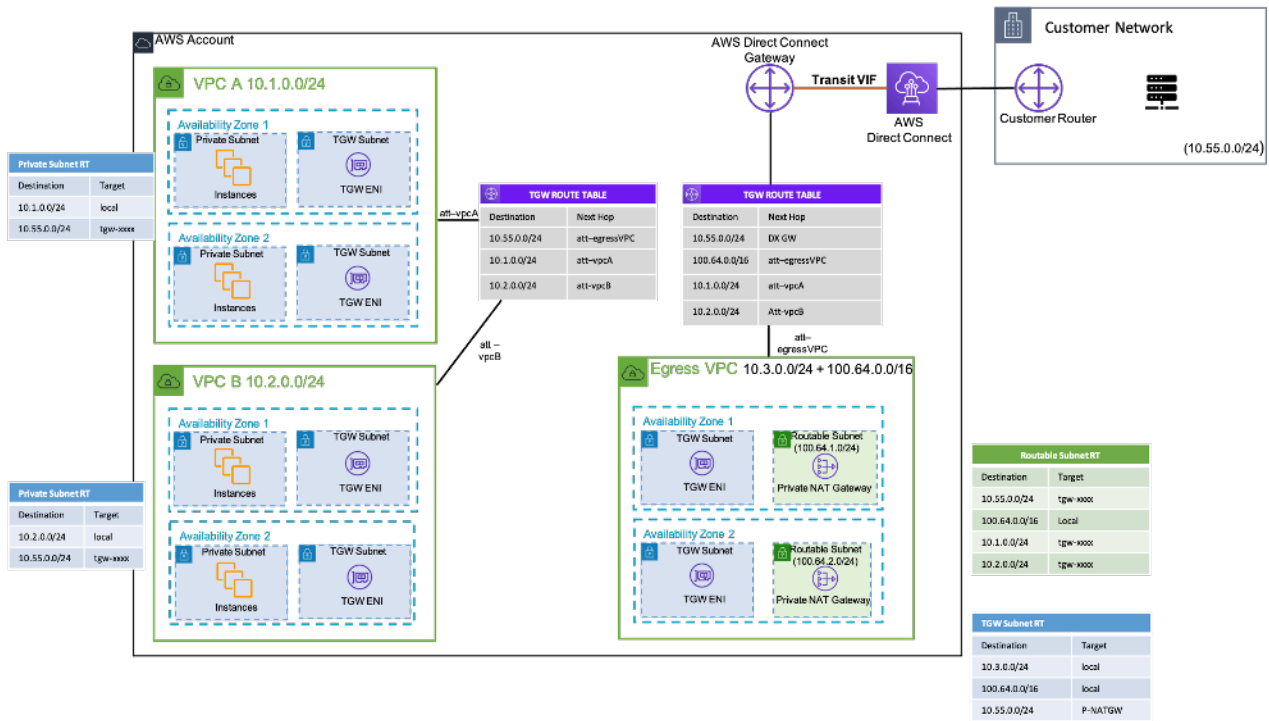 AWS Account
VPC A 10.1.0.0/24
Availability Zone 1
Private Subnet
Instances
TGW Subnet
TGW ENI
Availability Zone 2
Private Subnet
Instances
TGW Subnet
TGW ENI
Private Subnet RT
Destination Target
10.1.0.0/24 local
10.55.0.0/24 tgw-xxxx
att-vpcA
TGW ROUTE TABLE
Destination Next Hop
10.55.0.0/24 att-egressVPC
10.1.0.0/24 att-vpcA
10.2.0.0/24 att-vpcB
att –
vpcB
AWS Direct Connect
Gateway
Transit VIF
AWS
Direct Connect
Customer Network
Customer Router
(10.55.0.0/24)
TGW ROUTE TABLE
Destination Next Hop
10.55.0.0/24 DX GW
100.64.0.0/16 att-egressVPC
10.1.0.0/24 att-vpcA
10.2.0.0/24 Att-vpcB
att–
egressVPC
VPC B 10.2.0.0/24
Availability Zone 1
Private Subnet
Instances
TGW Subnet
TGW ENI
Availability Zone 2
Private Subnet
Instances
TGW Subnet
TGW ENI
Private Subnet RT
Destination Target
10.2.0.0/24 local
10.55.0.0/24 tgw-xxxx
Egress VPC 10.3.0.0/24 + 100.64.0.0/16
Availability Zone 1
TGW Subnet
TGW ENI
Routable Subnet
(100.64.1.0/24)
Private NAT Gateway
Availability Zone 2
TGW Subnet
TGW ENI
Routable Subnet
(100.64.2.0/24)
Private NAT Gateway
Routable Subnet RT
Destination Target
10.55.0.0/24 tgw-xxxx
100.64.0.0/16 Local
10.1.0.0/24 tgw-xxxx
10.2.0.0/24 tgw-xxxx
TGW Subnet RT
Destination Target
10.3.0.0/24 local
100.64.0.0/16 local
10.55.0.0/24 P-NATGW